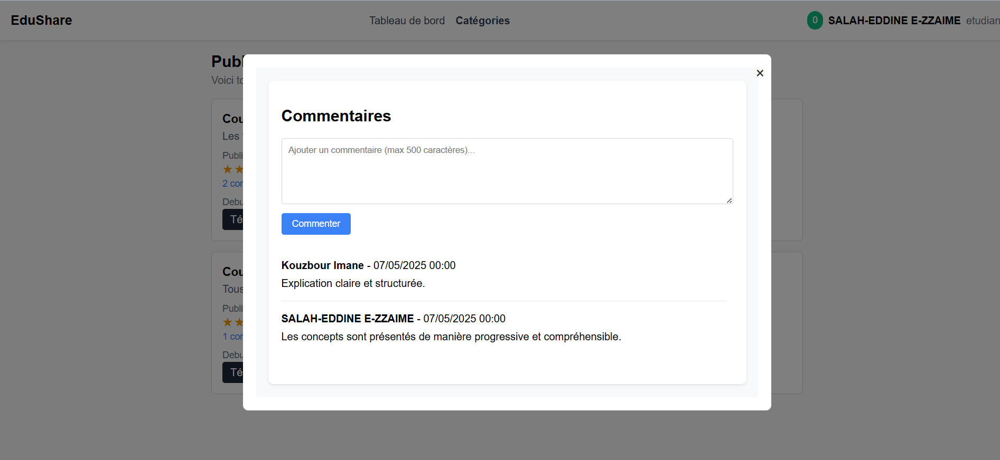 EduShare
Tableau de bord Catégories
0 SALAH-EDDINE E-ZZAIME etudian
Publ
Voici to
Cou
Les
Publi
2 cor
Debu
Té
Cou
Tous
Publi
1 cor
Debu
Té
×
Commentaires
Ajouter un commentaire (max 500 caractères)...
Commenter
Kouzbour Imane - 07/05/2025 00:00
Explication claire et structurée.
SALAH-EDDINE E-ZZAIME - 07/05/2025 00:00
Les concepts sont présentés de manière progressive et compréhensible.